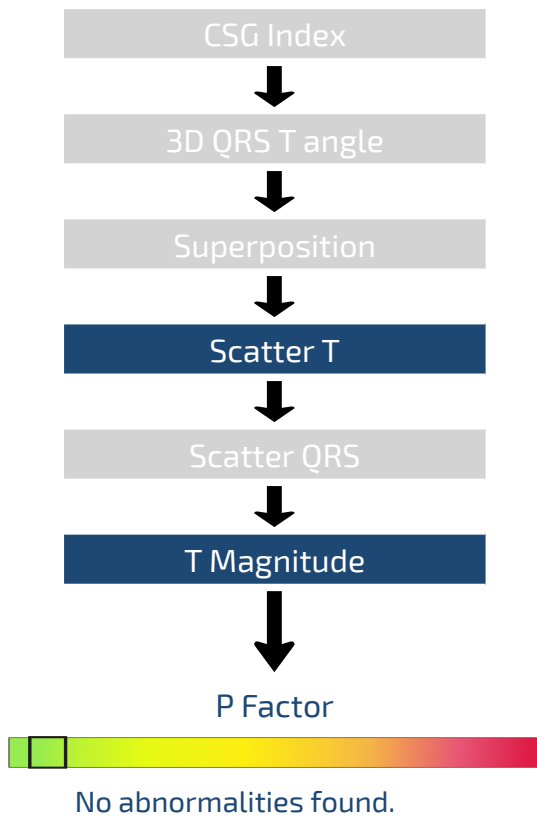 CSG Index
3D QRS T angle
Superposition
Scatter T
Scatter QRS
T Magnitude
P Factor
No abnormalities found.